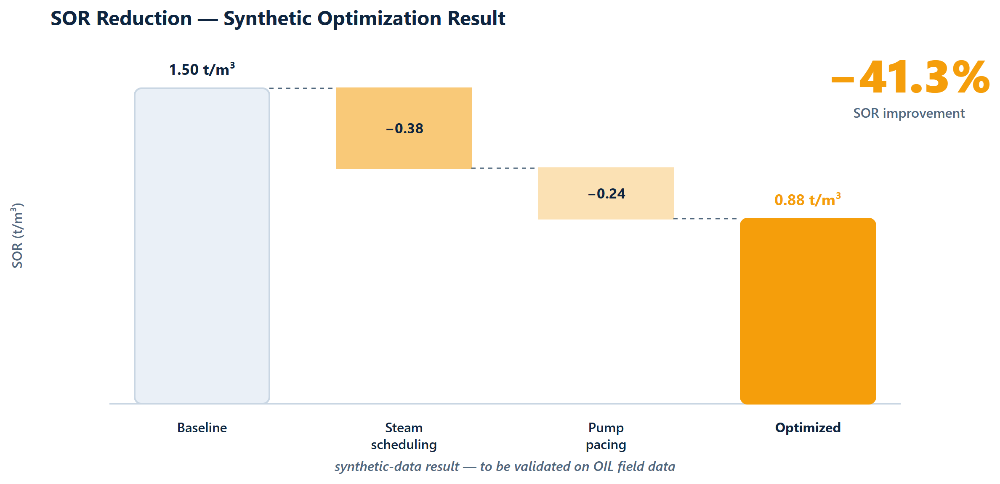 SOR Reduction — Synthetic Optimization Result
1.50 t/m³
−41.3%
SOR improvement
−0.38
−0.24
0.88 t/m³
SOR (t/m³)
Baseline
Steam
scheduling
Pump
pacing
Optimized
synthetic-data result — to be validated on OIL field data